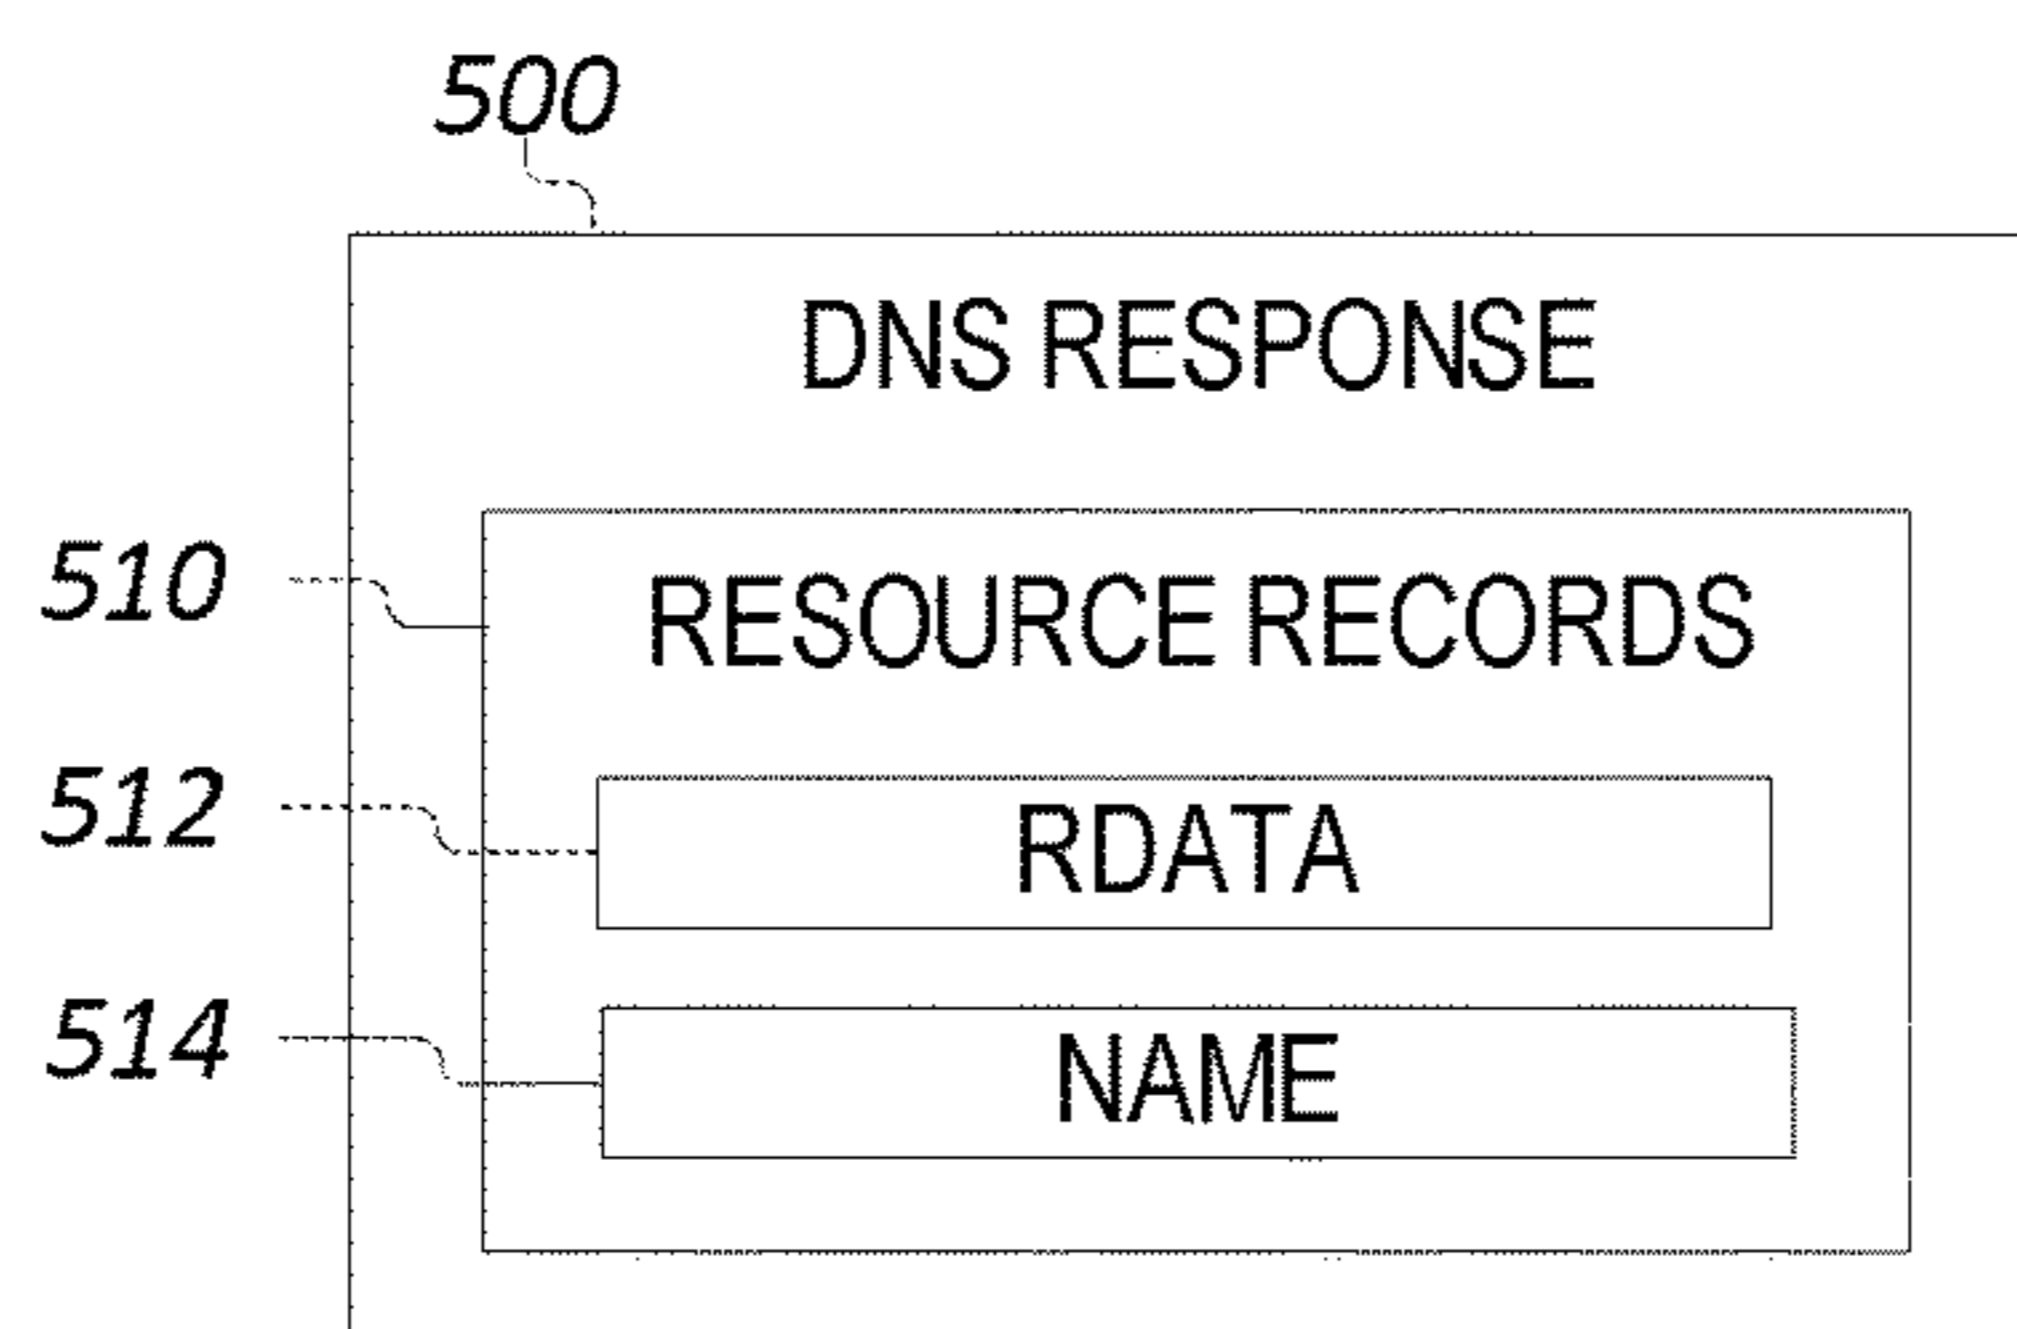 500
DNS RESPONSE
510
RESOURCE RECORDS
512
RDATA
514
NAME